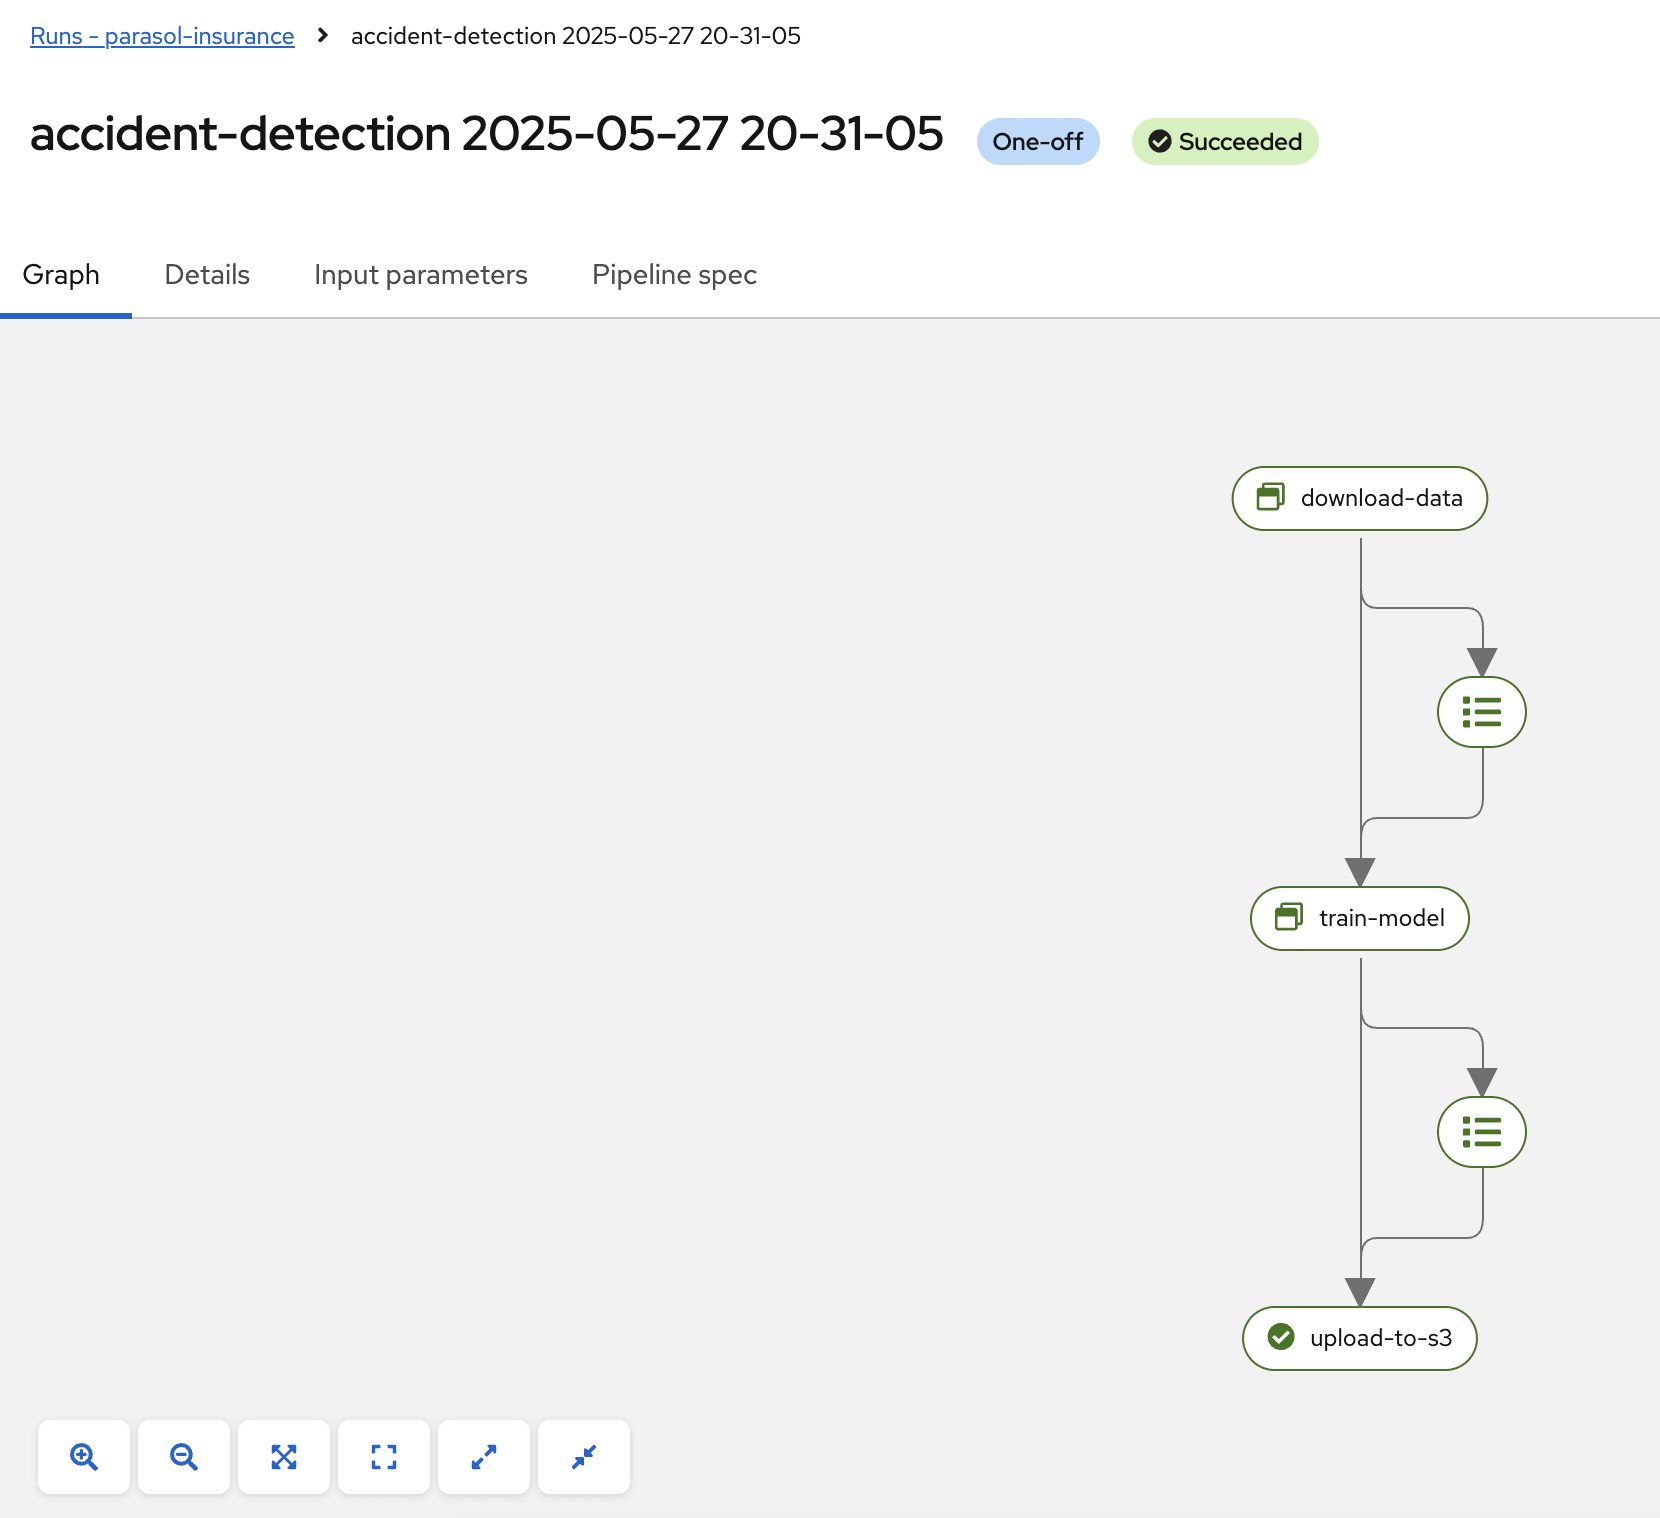 Runs - parasol-insurance > accident-detection 2025-05-27 20-31-05
accident-detection 2025-05-27 20-31-05 One-off Succeeded
Graph Details Input parameters Pipeline spec
download-data
train-model
upload-to-s3